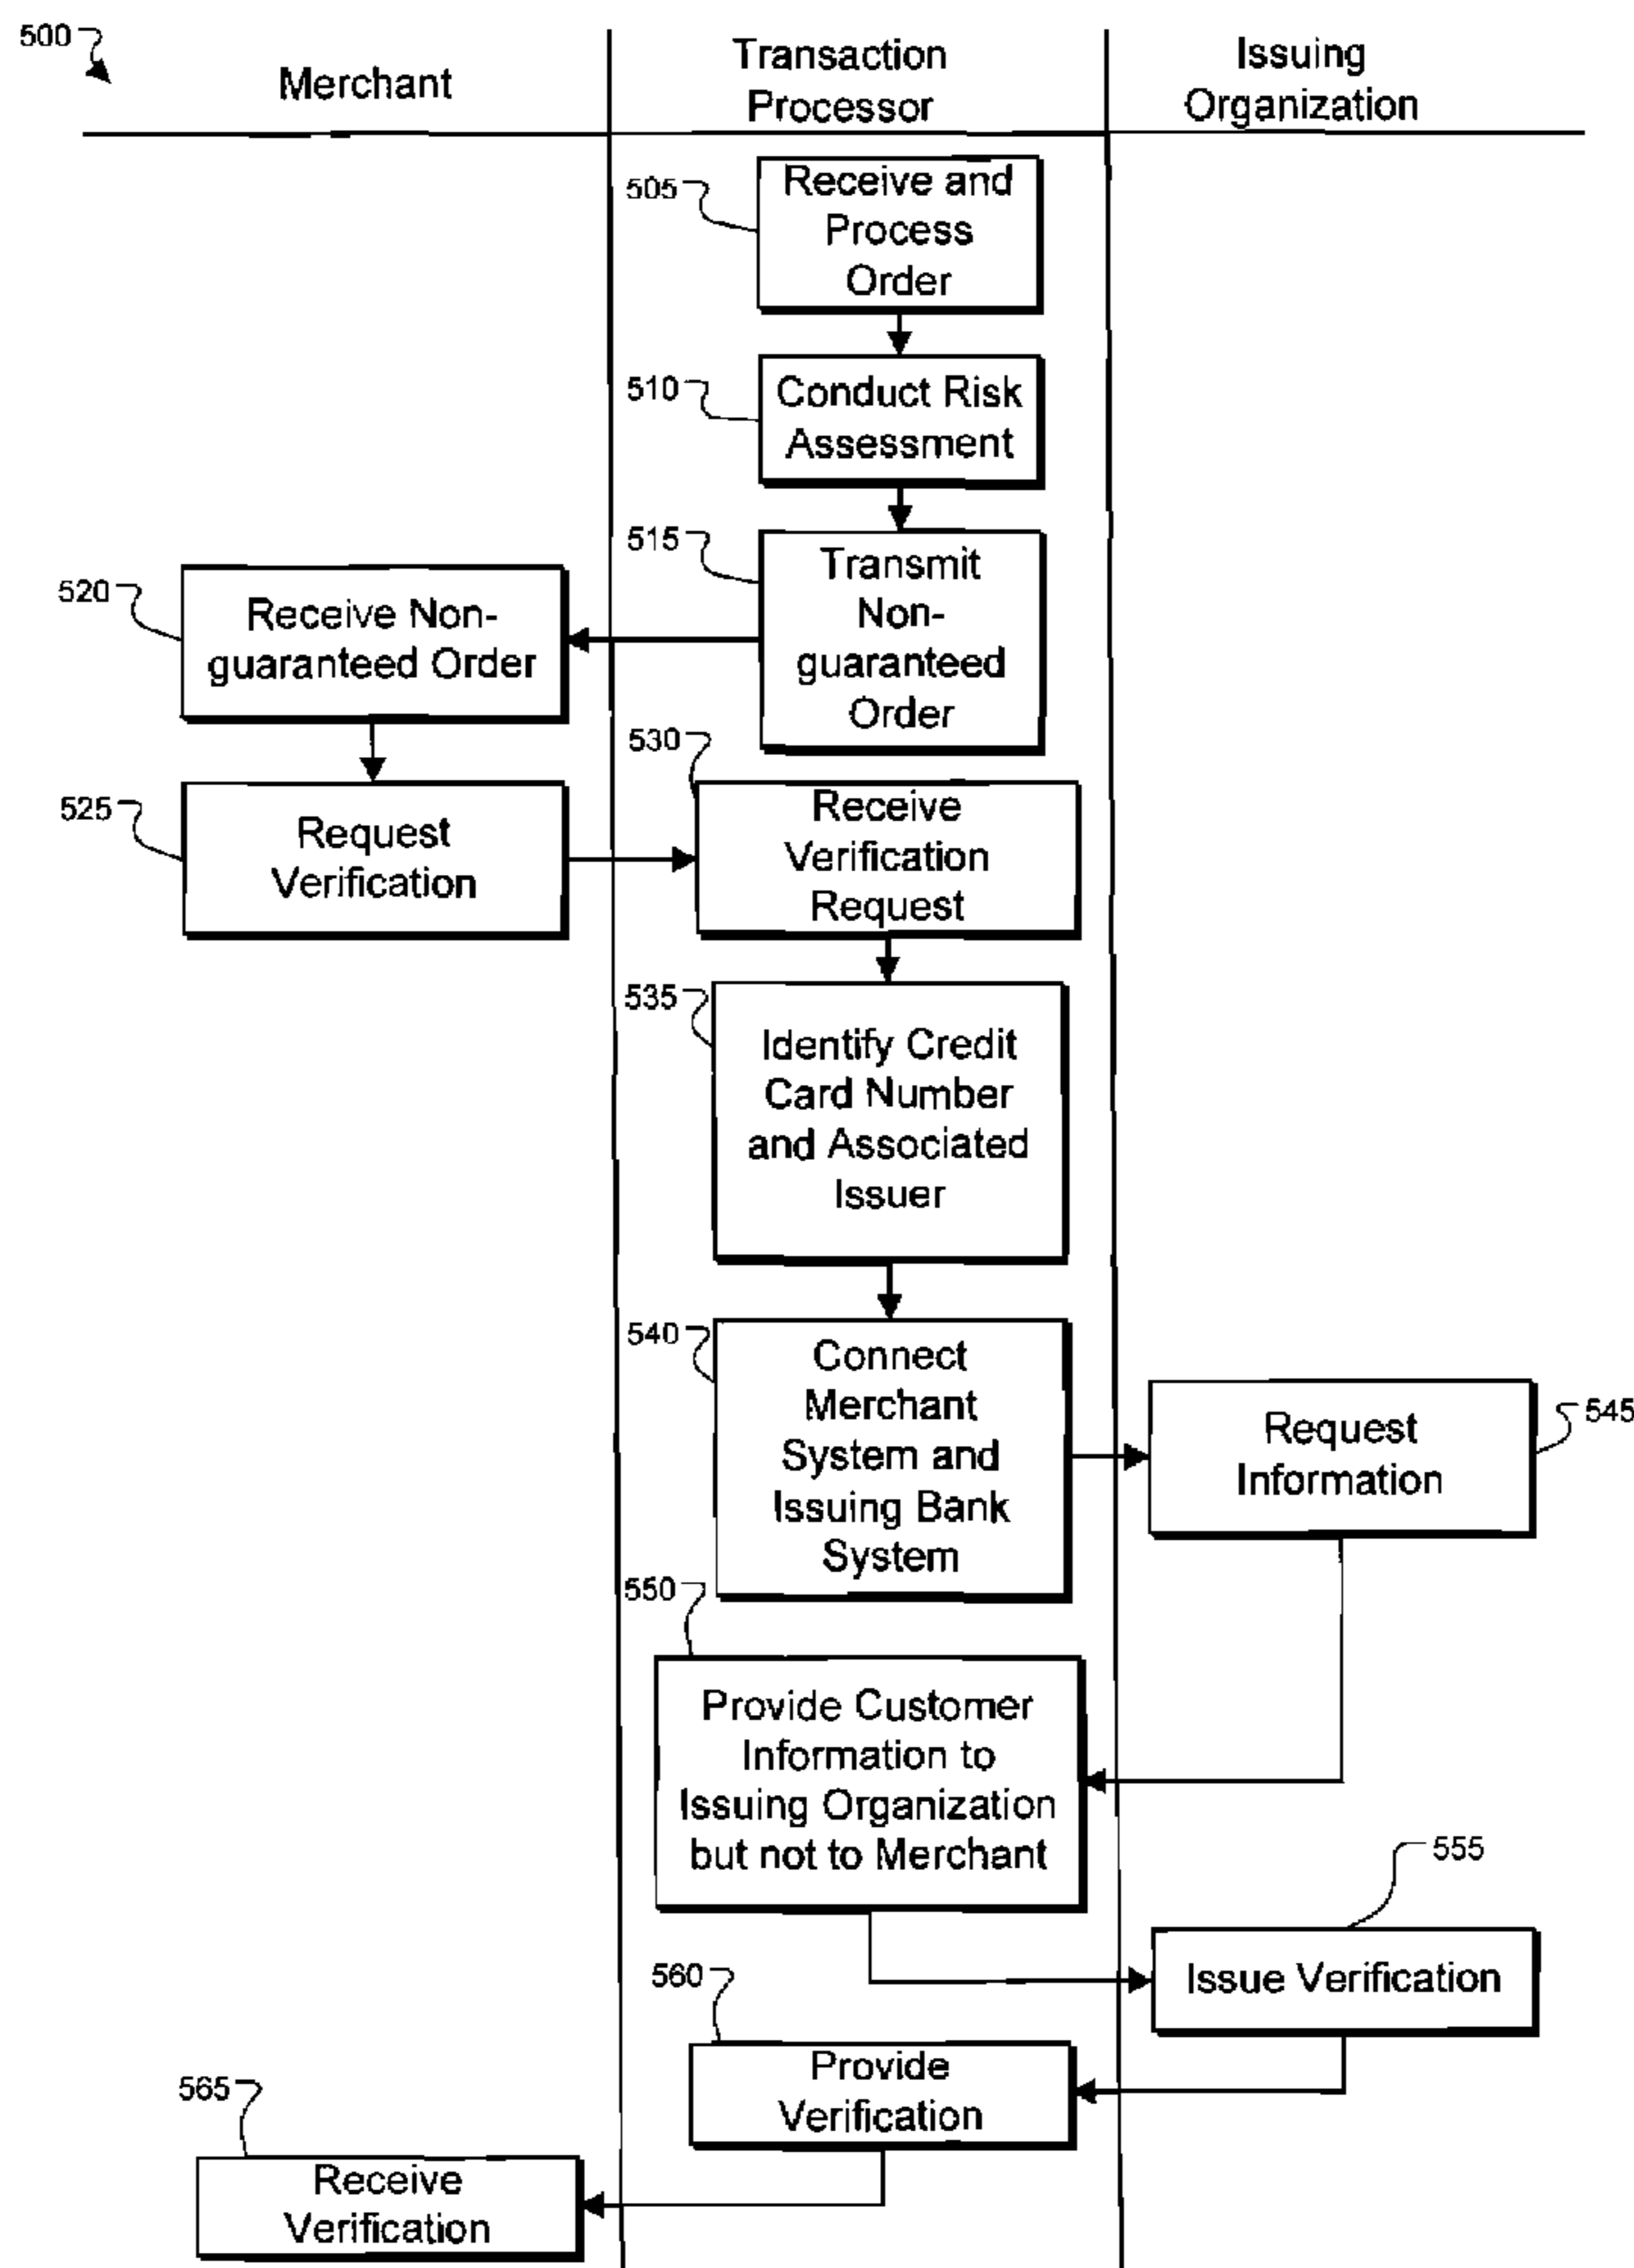 500
Merchant
Transaction
Processor
Issuing
Organization
505
Receive and
Process
Order
510
Conduct Risk
Assessment
515
Transmit
Non-
guaranteed
Order
520
Receive Non-
guaranteed Order
525
Request
Verification
530
Receive
Verification
Request
535
Identify Credit
Card Number
and Associated
Issuer
540
Connect
Merchant
System and
Issuing Bank
System
Request
Information
545
550
Provide Customer
Information to
Issuing Organization
but not to Merchant
555
Issue Verification
560
Provide
Verification
565
Receive
Verification